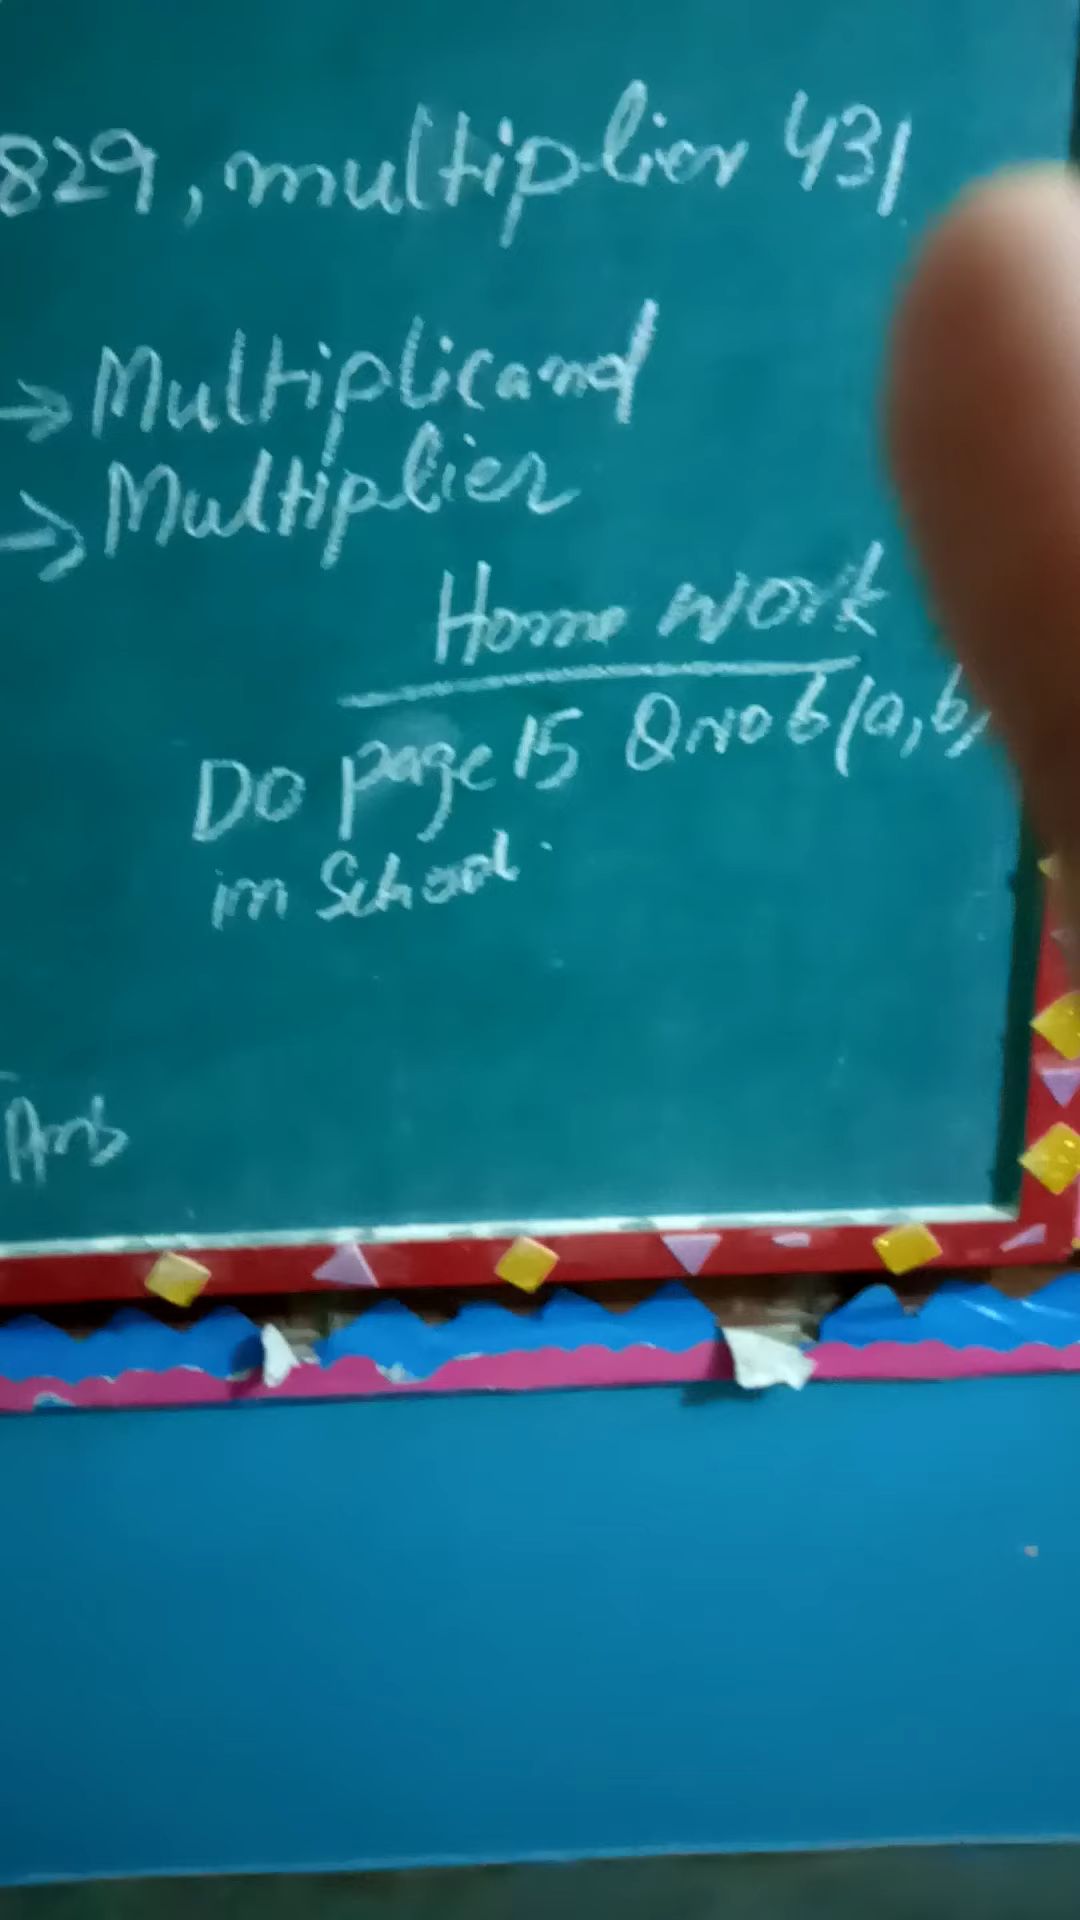 829, multiplier 431
→ Multiplicand
→ Multiplier
Home work
Do page 15 Q no 6 (a, b,
in School.
Ans